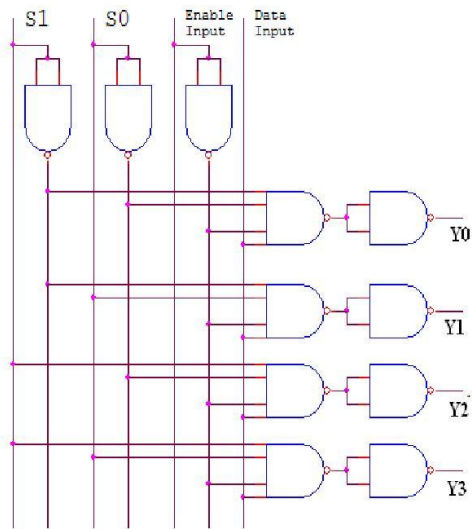 S1
S0
Enable
Input
Data
Input
Y0
Y1
Y2
Y3